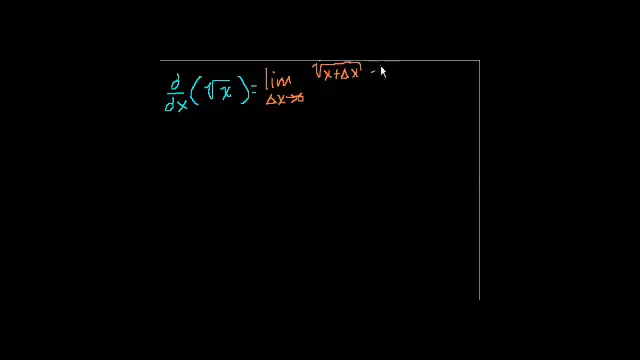 d/dx (√x) = lim Δx→0 √x+Δx -